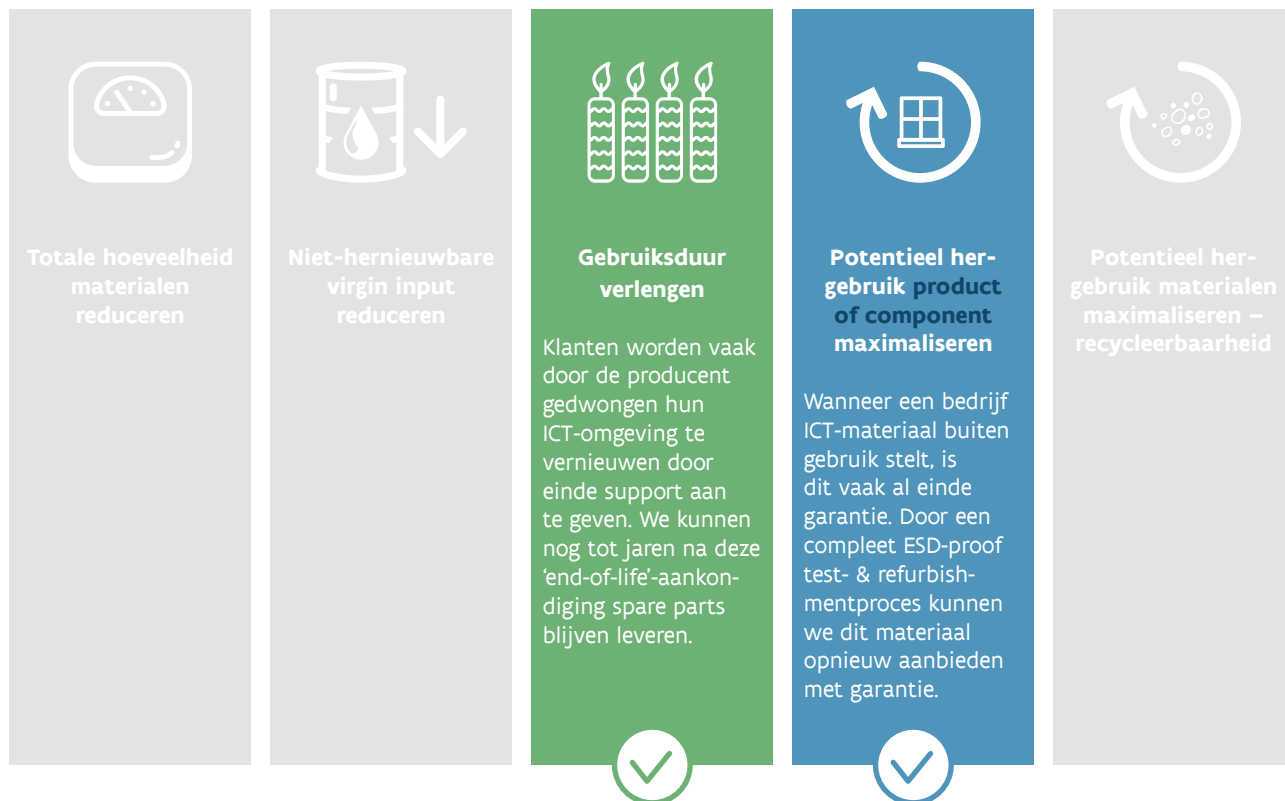 Totale hoeveelheid
materialen
reduceren
Niet-hernieuwbare
virgin input
reduceren
Gebruiksduur
verlengen
Klanten worden vaak
door de producent
gedwongen hun
ICT-omgeving te
vernieuwen door
einde support aan
te geven. We kunnen
nog tot jaren na deze
‘end-of-life’-aankon-
diging spare parts
blijven leveren.
Potentieel her-
gebruik product
of component
maximaliseren
Wanneer een bedrijf
ICT-materiaal buiten
gebruik stelt, is
dit vaak al einde
garantie. Door een
compleet ESD-proof
test- & refurbish-
mentproces kunnen
we dit materiaal
opnieuw aanbieden
met garantie.
Potentieel her-
gebruik materialen
maximaliseren –
recycleerbaarheid